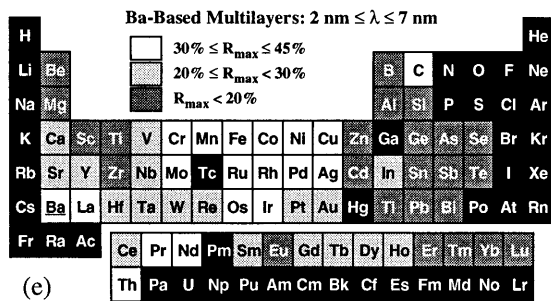 Ba-Based Multilayers: 2 nm ≤ λ ≤ 7 nm
H He
30% ≤ Rmax ≤ 45%
20% ≤ Rmax < 30%
Rmax < 20%
Li Be B C N O F Ne
Na Mg Al Si P S Cl Ar
K Ca Sc Ti V Cr Mn Fe Co Ni Cu Zn Ga Ge As Se Br Kr
Rb Sr Y Zr Nb Mo Tc Ru Rh Pd Ag Cd In Sn Sb Te I Xe
Cs Ba La Hf Ta W Re Os Ir Pt Au Hg Tl Pb Bi Po At Rn
Fr Ra Ac
Ce Pr Nd Pm Sm Eu Gd Tb Dy Ho Er Tm Yb Lu
Th Pa U Np Pu Am Cm Bk Cf Es Fm Md No Lr
(e)